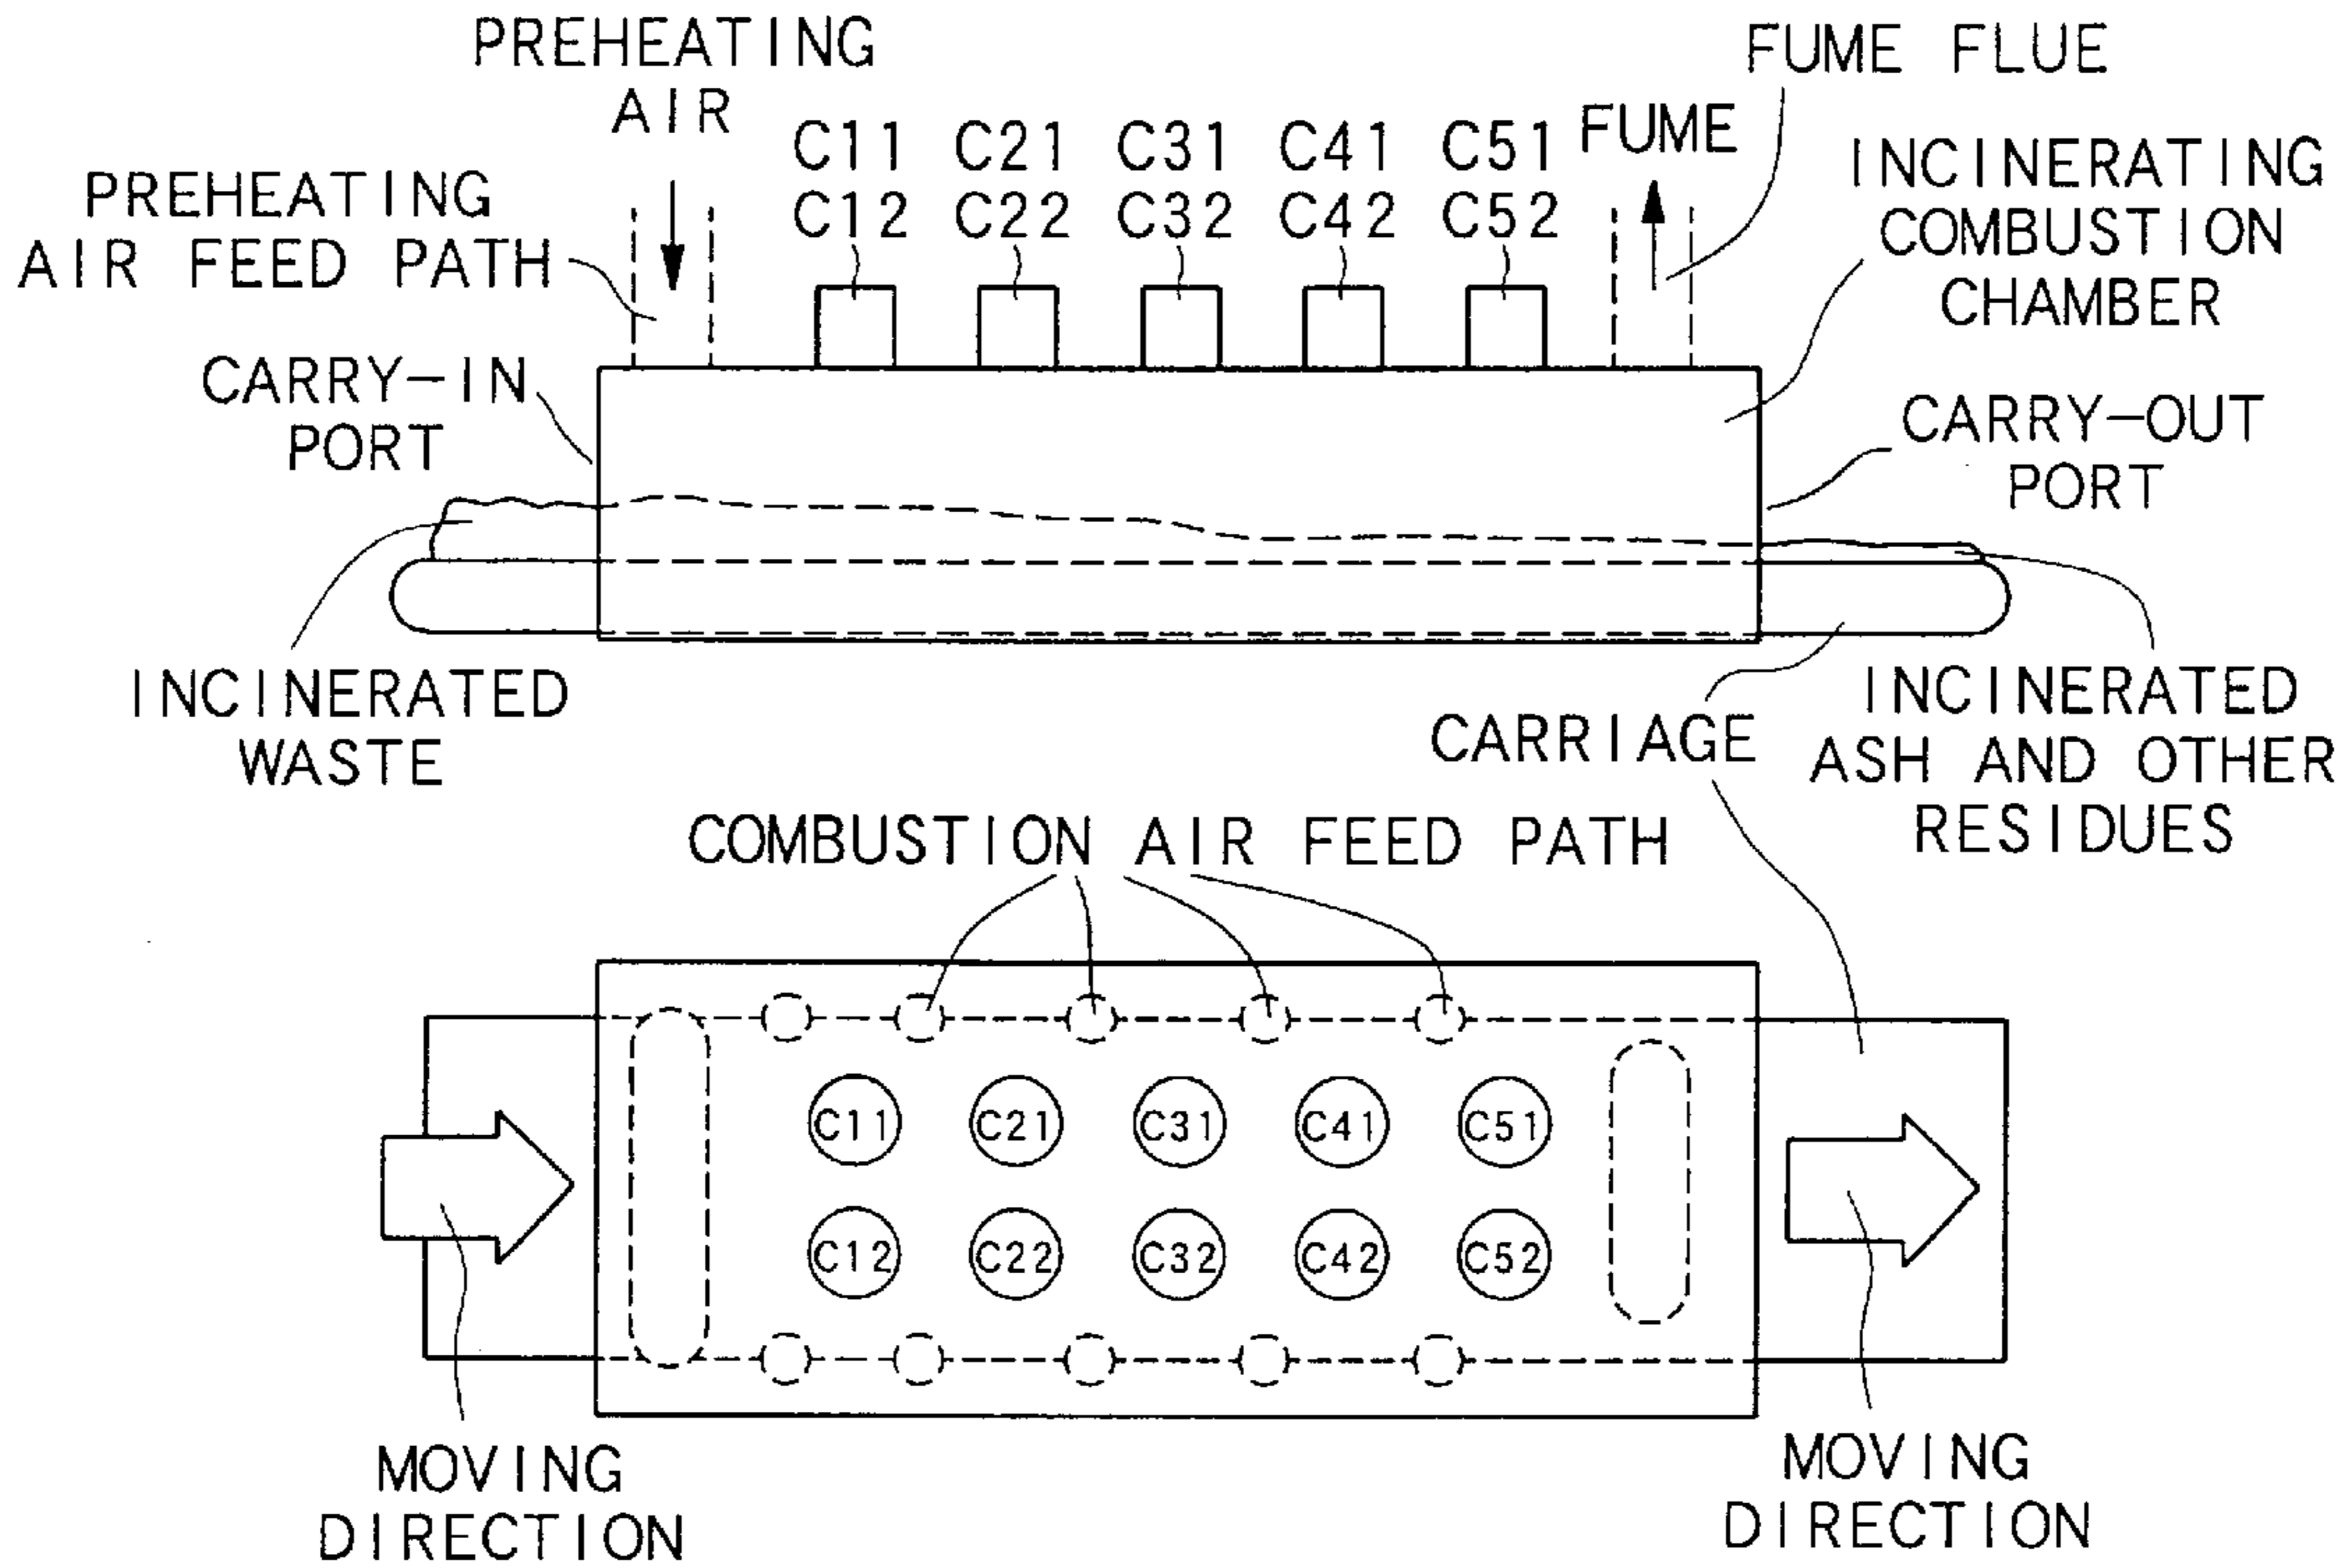 PREHEATING
AIR
FUME FLUE
C11 C21 C31 C41 C51 FUME
C12 C22 C32 C42 C52
PREHEATING
AIR FEED PATH
INCINERATING
COMBUSTION
CHAMBER
CARRY-IN
PORT
CARRY-OUT
PORT
INCINERATED
WASTE
CARRIAGE
INCINERATED
ASH AND OTHER
RESIDUES
COMBUSTION AIR FEED PATH
C11 C21 C31 C41 C51
C12 C22 C32 C42 C52
MOVING
DIRECTION
MOVING
DIRECTION